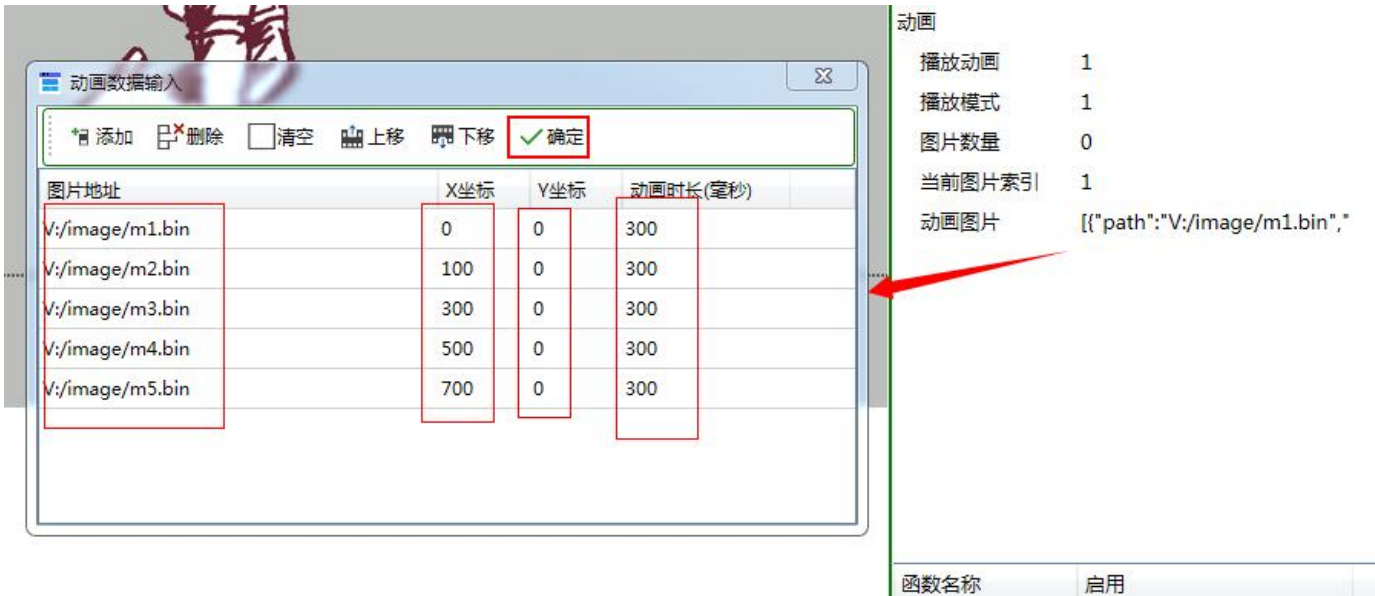 动画数据输入
添加 删除 清空 上移 下移 确定
图片地址 X坐标 Y坐标 动画时长(毫秒)
V:/image/m1.bin 0 0 300
V:/image/m2.bin 100 0 300
V:/image/m3.bin 300 0 300
V:/image/m4.bin 500 0 300
V:/image/m5.bin 700 0 300
动画
播放动画 1
播放模式 1
图片数量 0
当前图片索引 1
动画图片 [{"path":"V:/image/m1.bin","
函数名称 启用